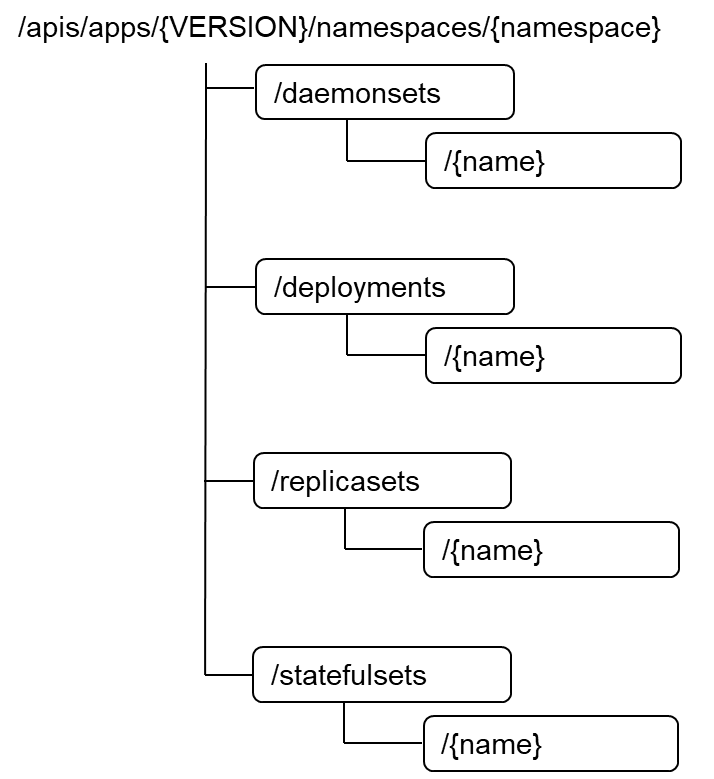 /apis/apps/{VERSION}/namespaces/{namespace}
/daemonsets
/{name}
/deployments
/{name}
/replicasets
/{name}
/statefulsets
/{name}